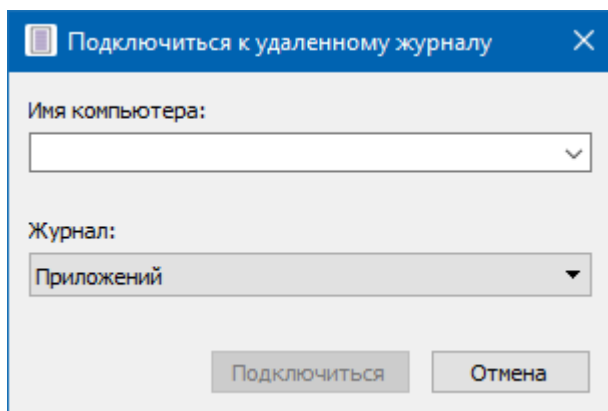 Подключиться к удаленному журналу
Имя компьютера:
Журнал:
Приложений
Подключиться
Отмена